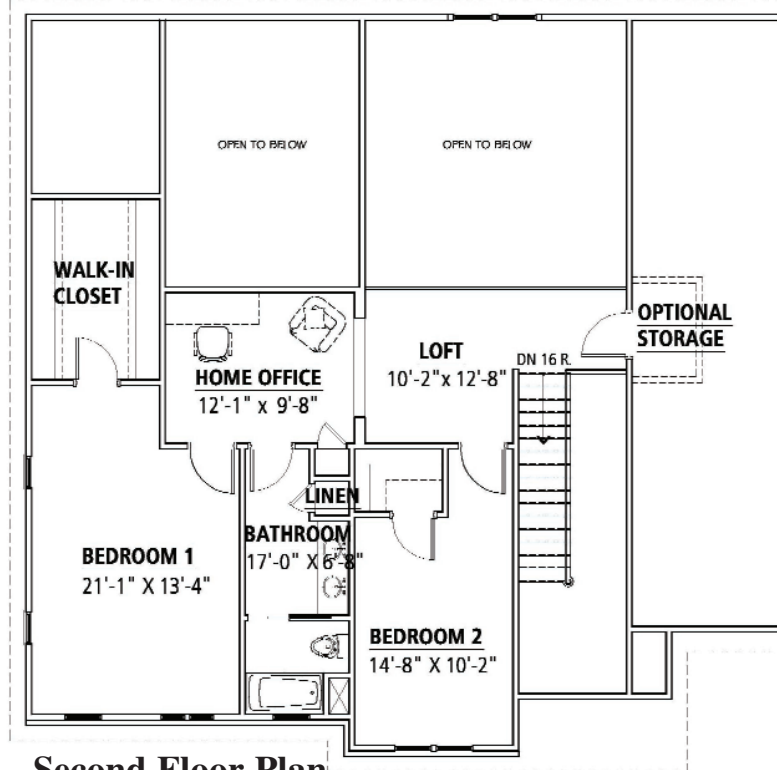 OPEN TO BELOW
OPEN TO BELOW
WALK-IN
CLOSET
OPTIONAL
STORAGE
LOFT
10'-2"x 12'-8"
DN 16 R.
HOME OFFICE
12'-1" x 9'-8"
LINEN
BATHROOM
17'-0" X 6'-8"
BEDROOM 1
21'-1" X 13'-4"
BEDROOM 2
14'-8" X 10'-2"
Second Floor Plan